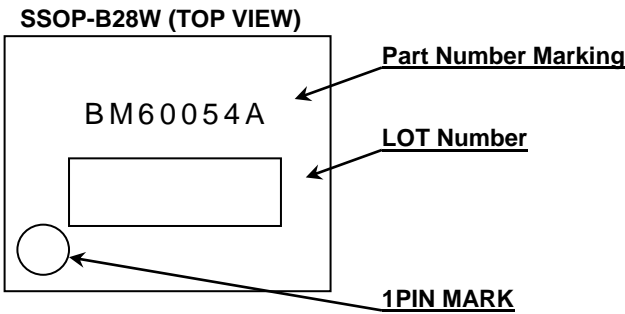 SSOP-B28W (TOP VIEW)
Part Number Marking
BM60054A
LOT Number
1PIN MARK